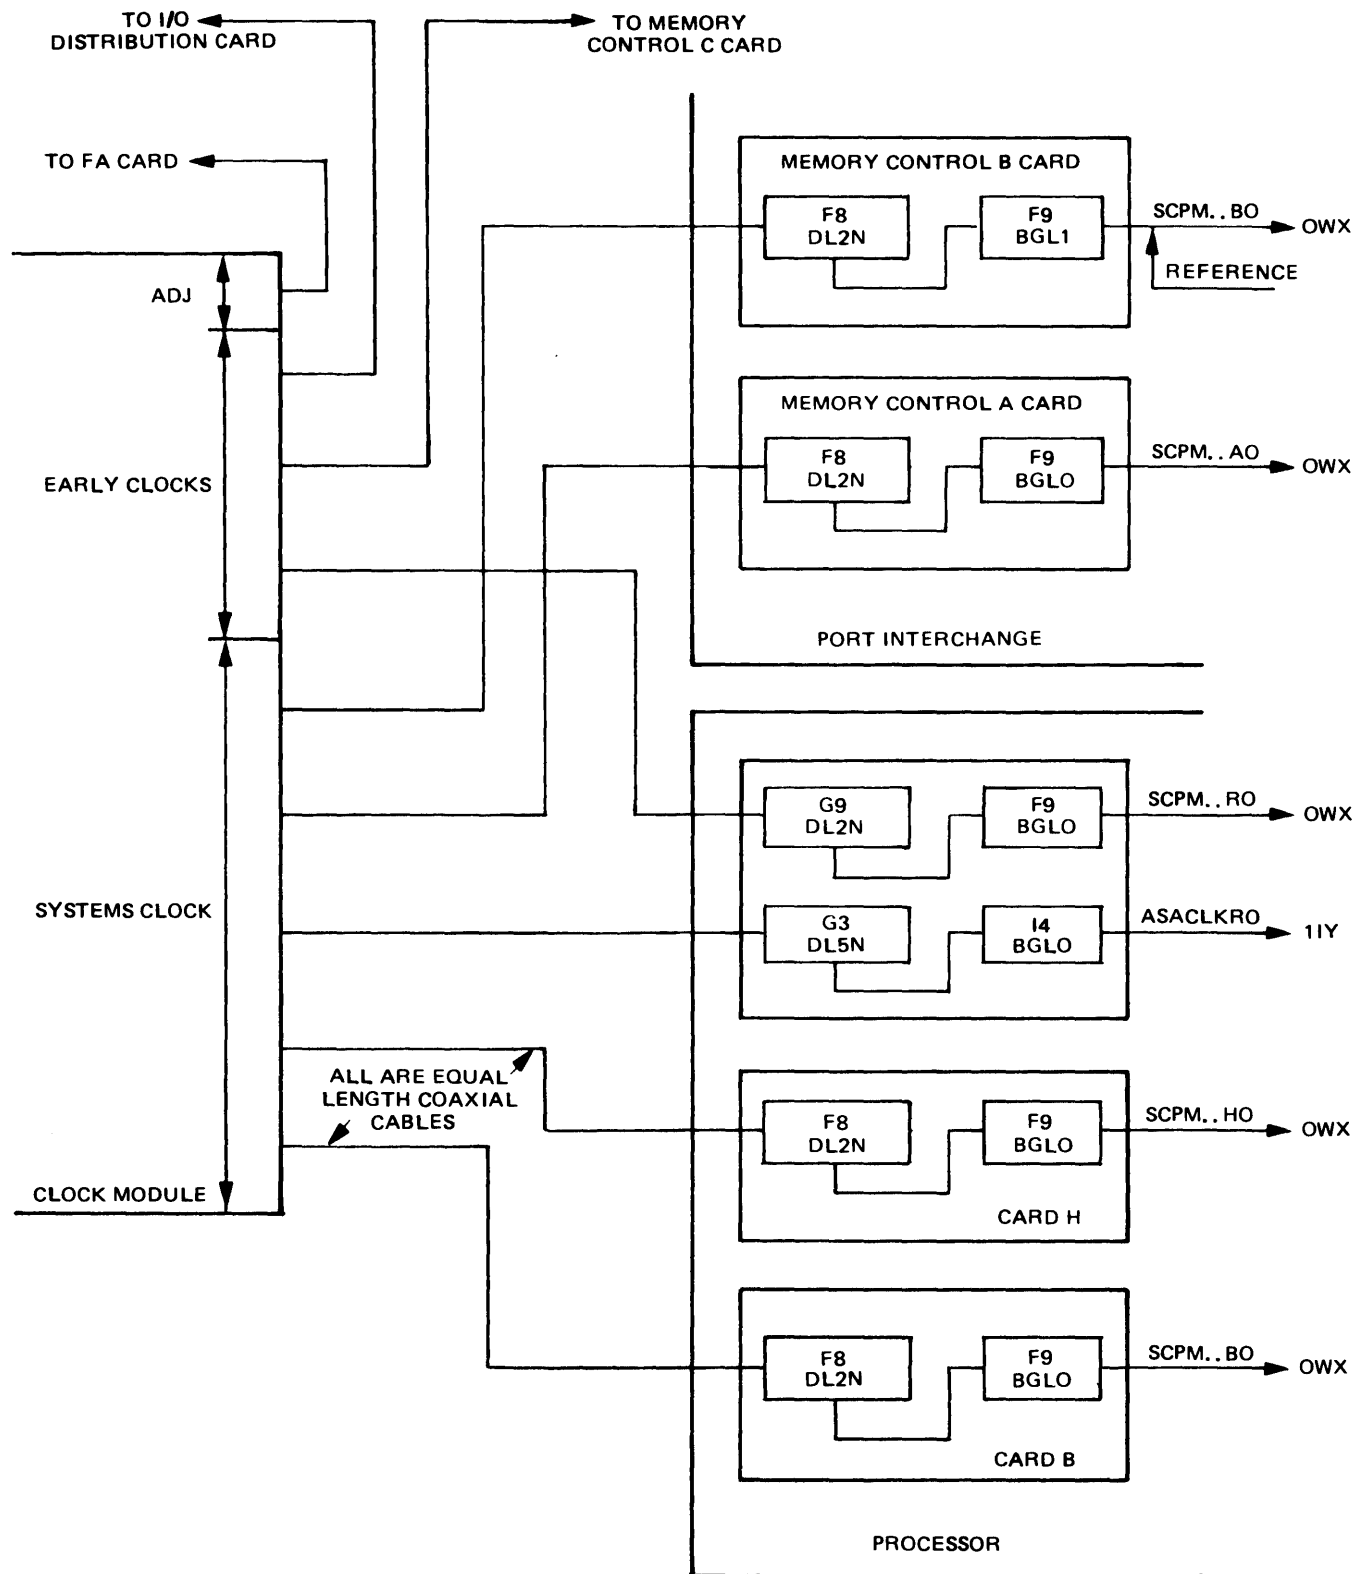 TO I/O
DISTRIBUTION CARD
TO MEMORY
CONTROL C CARD
TO FA CARD
ADJ
EARLY CLOCKS
SYSTEMS CLOCK
CLOCK MODULE
ALL ARE EQUAL
LENGTH COAXIAL
CABLES
MEMORY CONTROL B CARD
F8
DL2N
F9
BGL1
SCPM..BO
OWX
REFERENCE
MEMORY CONTROL A CARD
F8
DL2N
F9
BGLO
SCPM..AO
OWX
PORT INTERCHANGE
G9
DL2N
F9
BGLO
SCPM..RO
OWX
G3
DL5N
I4
BGLO
ASACLKRO
1IY
F8
DL2N
F9
BGLO
SCPM..HO
OWX
CARD H
F8
DL2N
F9
BGLO
SCPM..BO
OWX
CARD B
PROCESSOR